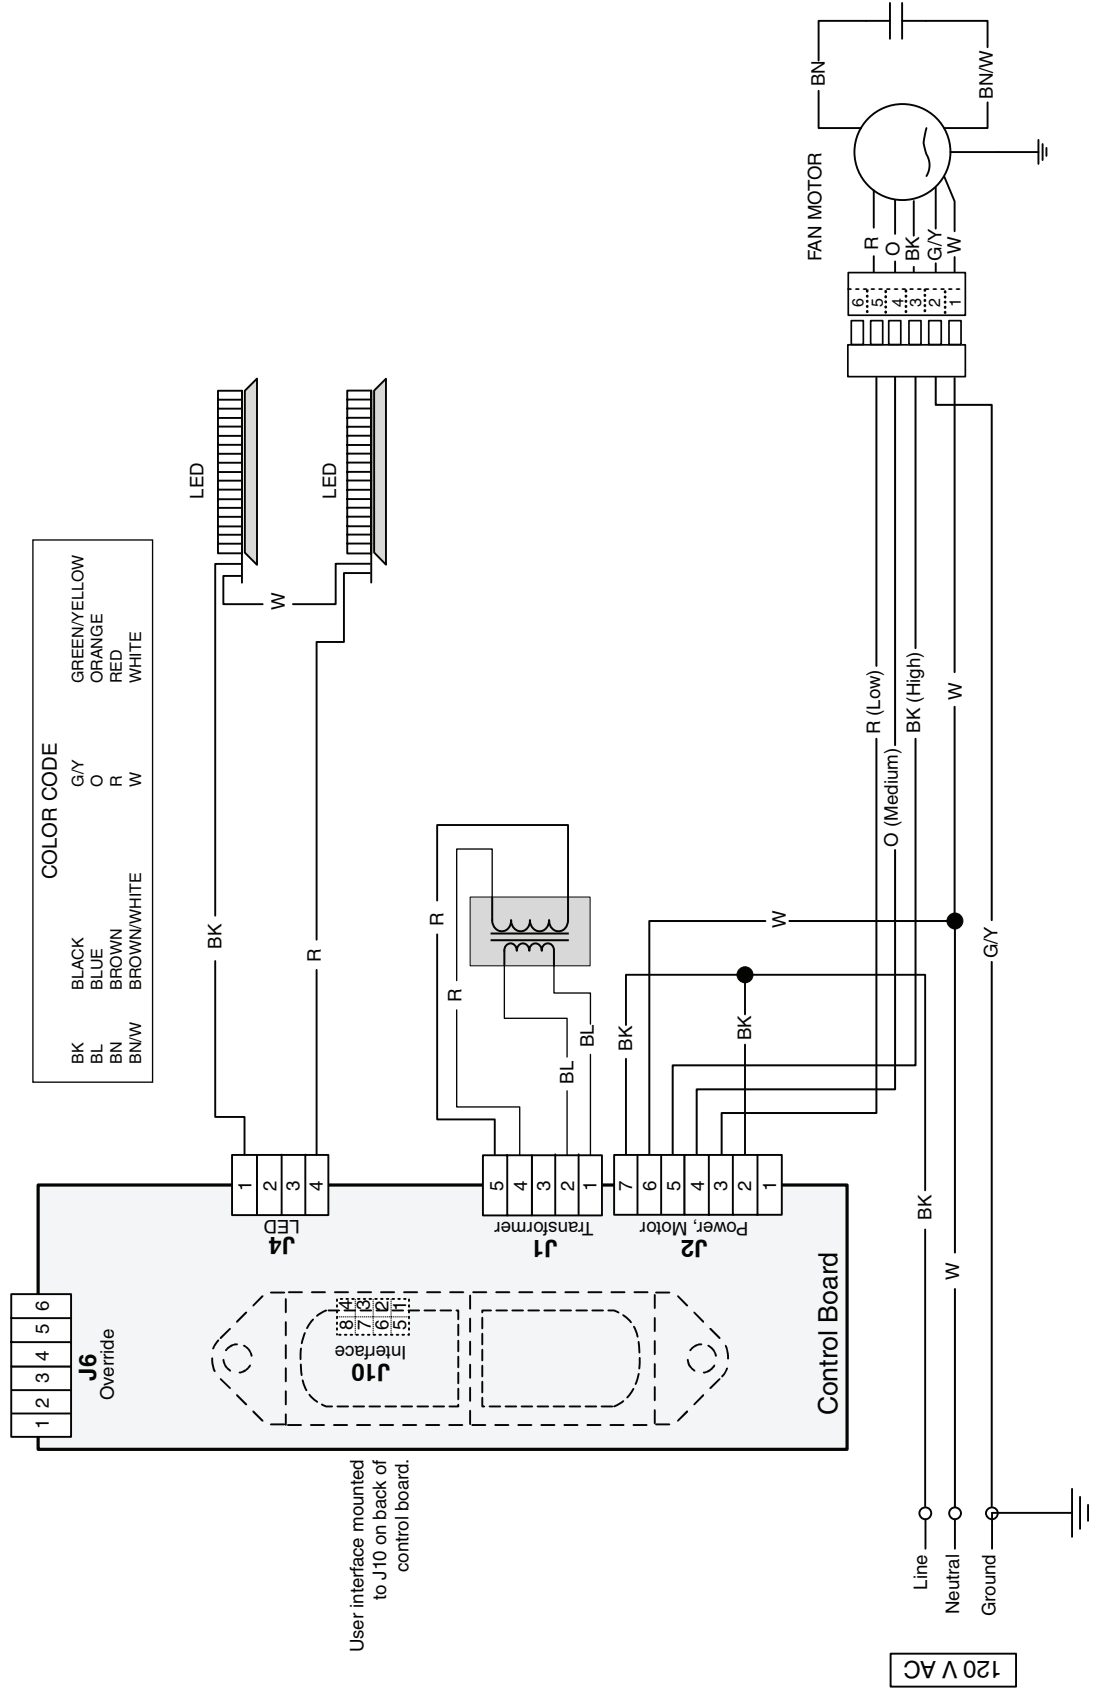 COLOR CODE
BK BLACK G/Y GREEN/YELLOW
BL BLUE O ORANGE
BN BROWN R RED
BN/W BROWN/WHITE W WHITE
1 2 3 4 5 6
J6
Override
User interface mounted
to J10 on back of
control board.
J10
Interface
8 7 6 5
4 3 2 1
Control Board
J4
LED
1
2
3
4
BK
R
W
LED
LED
J1
Transformer
5
4
3
2
1
R
R
BL
BL
J2
Power, Motor
7
6
5
4
3
2
1
BK
BK
W
R (Low)
O (Medium)
BK (High)
W
G/Y
BK
W
120 V AC
Line
Neutral
Ground
6
5
4
3
2
1
R
O
BK
G/Y
W
FAN MOTOR
BN
BN/W